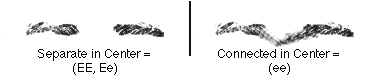 Separate in Center =
(EE, Ee)
Connected in Center =
(ee)